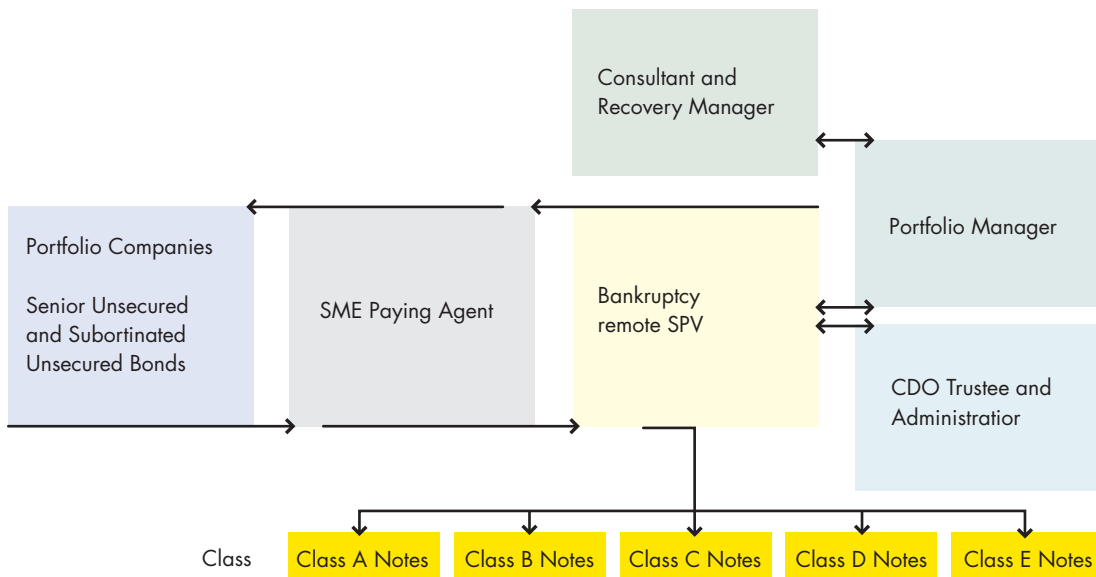 Consultant and
Recovery Manager
Portfolio Manager
Portfolio Companies
Senior Unsecured
and Subortinated
Unsecured Bonds
SME Paying Agent
Bankruptcy
remote SPV
CDO Trustee and
Administratior
Class
Class A Notes
Class B Notes
Class C Notes
Class D Notes
Class E Notes